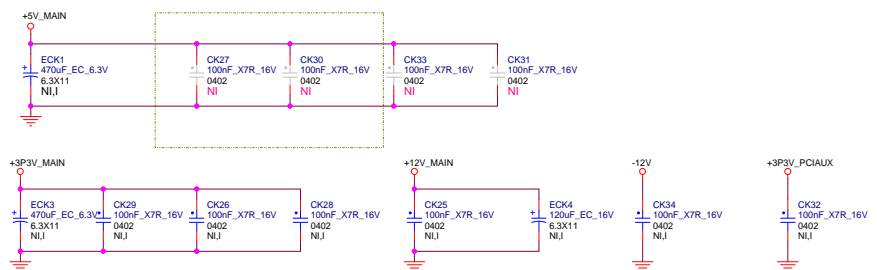 +5V_MAIN
ECK1
470uF_EC_6.3V
6.3X11
NI,I
CK27
100nF_X7R_16V
0402
NI
CK30
100nF_X7R_16V
0402
NI
CK33
100nF_X7R_16V
0402
NI
CK31
100nF_X7R_16V
0402
NI
+3P3V_MAIN
ECK3
470uF_EC_6.3V
6.3X11
NI,I
CK29
100nF_X7R_16V
0402
NI,I
CK26
100nF_X7R_16V
0402
NI,I
CK28
100nF_X7R_16V
0402
NI,I
+12V_MAIN
CK25
100nF_X7R_16V
0402
NI,I
ECK4
120uF_EC_16V
6.3X11
NI,I
-12V
CK34
100nF_X7R_16V
0402
NI,I
+3P3V_PCIAUX
CK32
100nF_X7R_16V
0402
NI,I